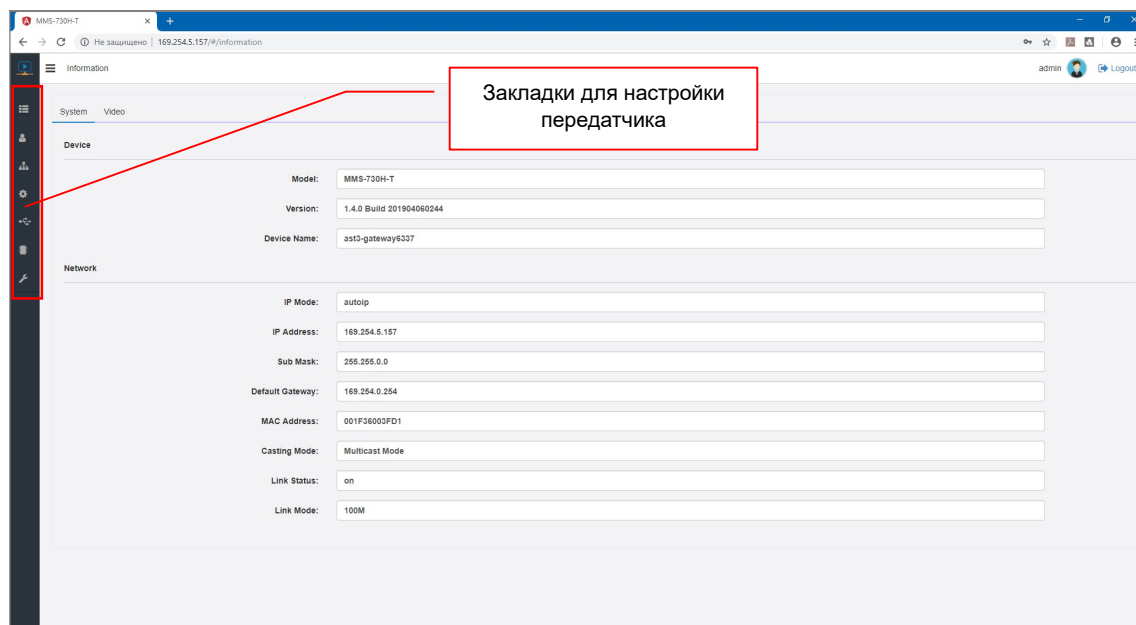 MMS-730H-T
Не защищено | 169.254.5.157/#/information
Information
admin
Logout
Закладки для настройки
передатчика
System Video
Device
Model: MMS-730H-T
Version: 1.4.0 Build 201904060244
Device Name: ast3-gateway6337
Network
IP Mode: autoip
IP Address: 169.254.5.157
Sub Mask: 255.255.0.0
Default Gateway: 169.254.0.254
MAC Address: 001F36003FD1
Casting Mode: Multicast Mode
Link Status: on
Link Mode: 100M